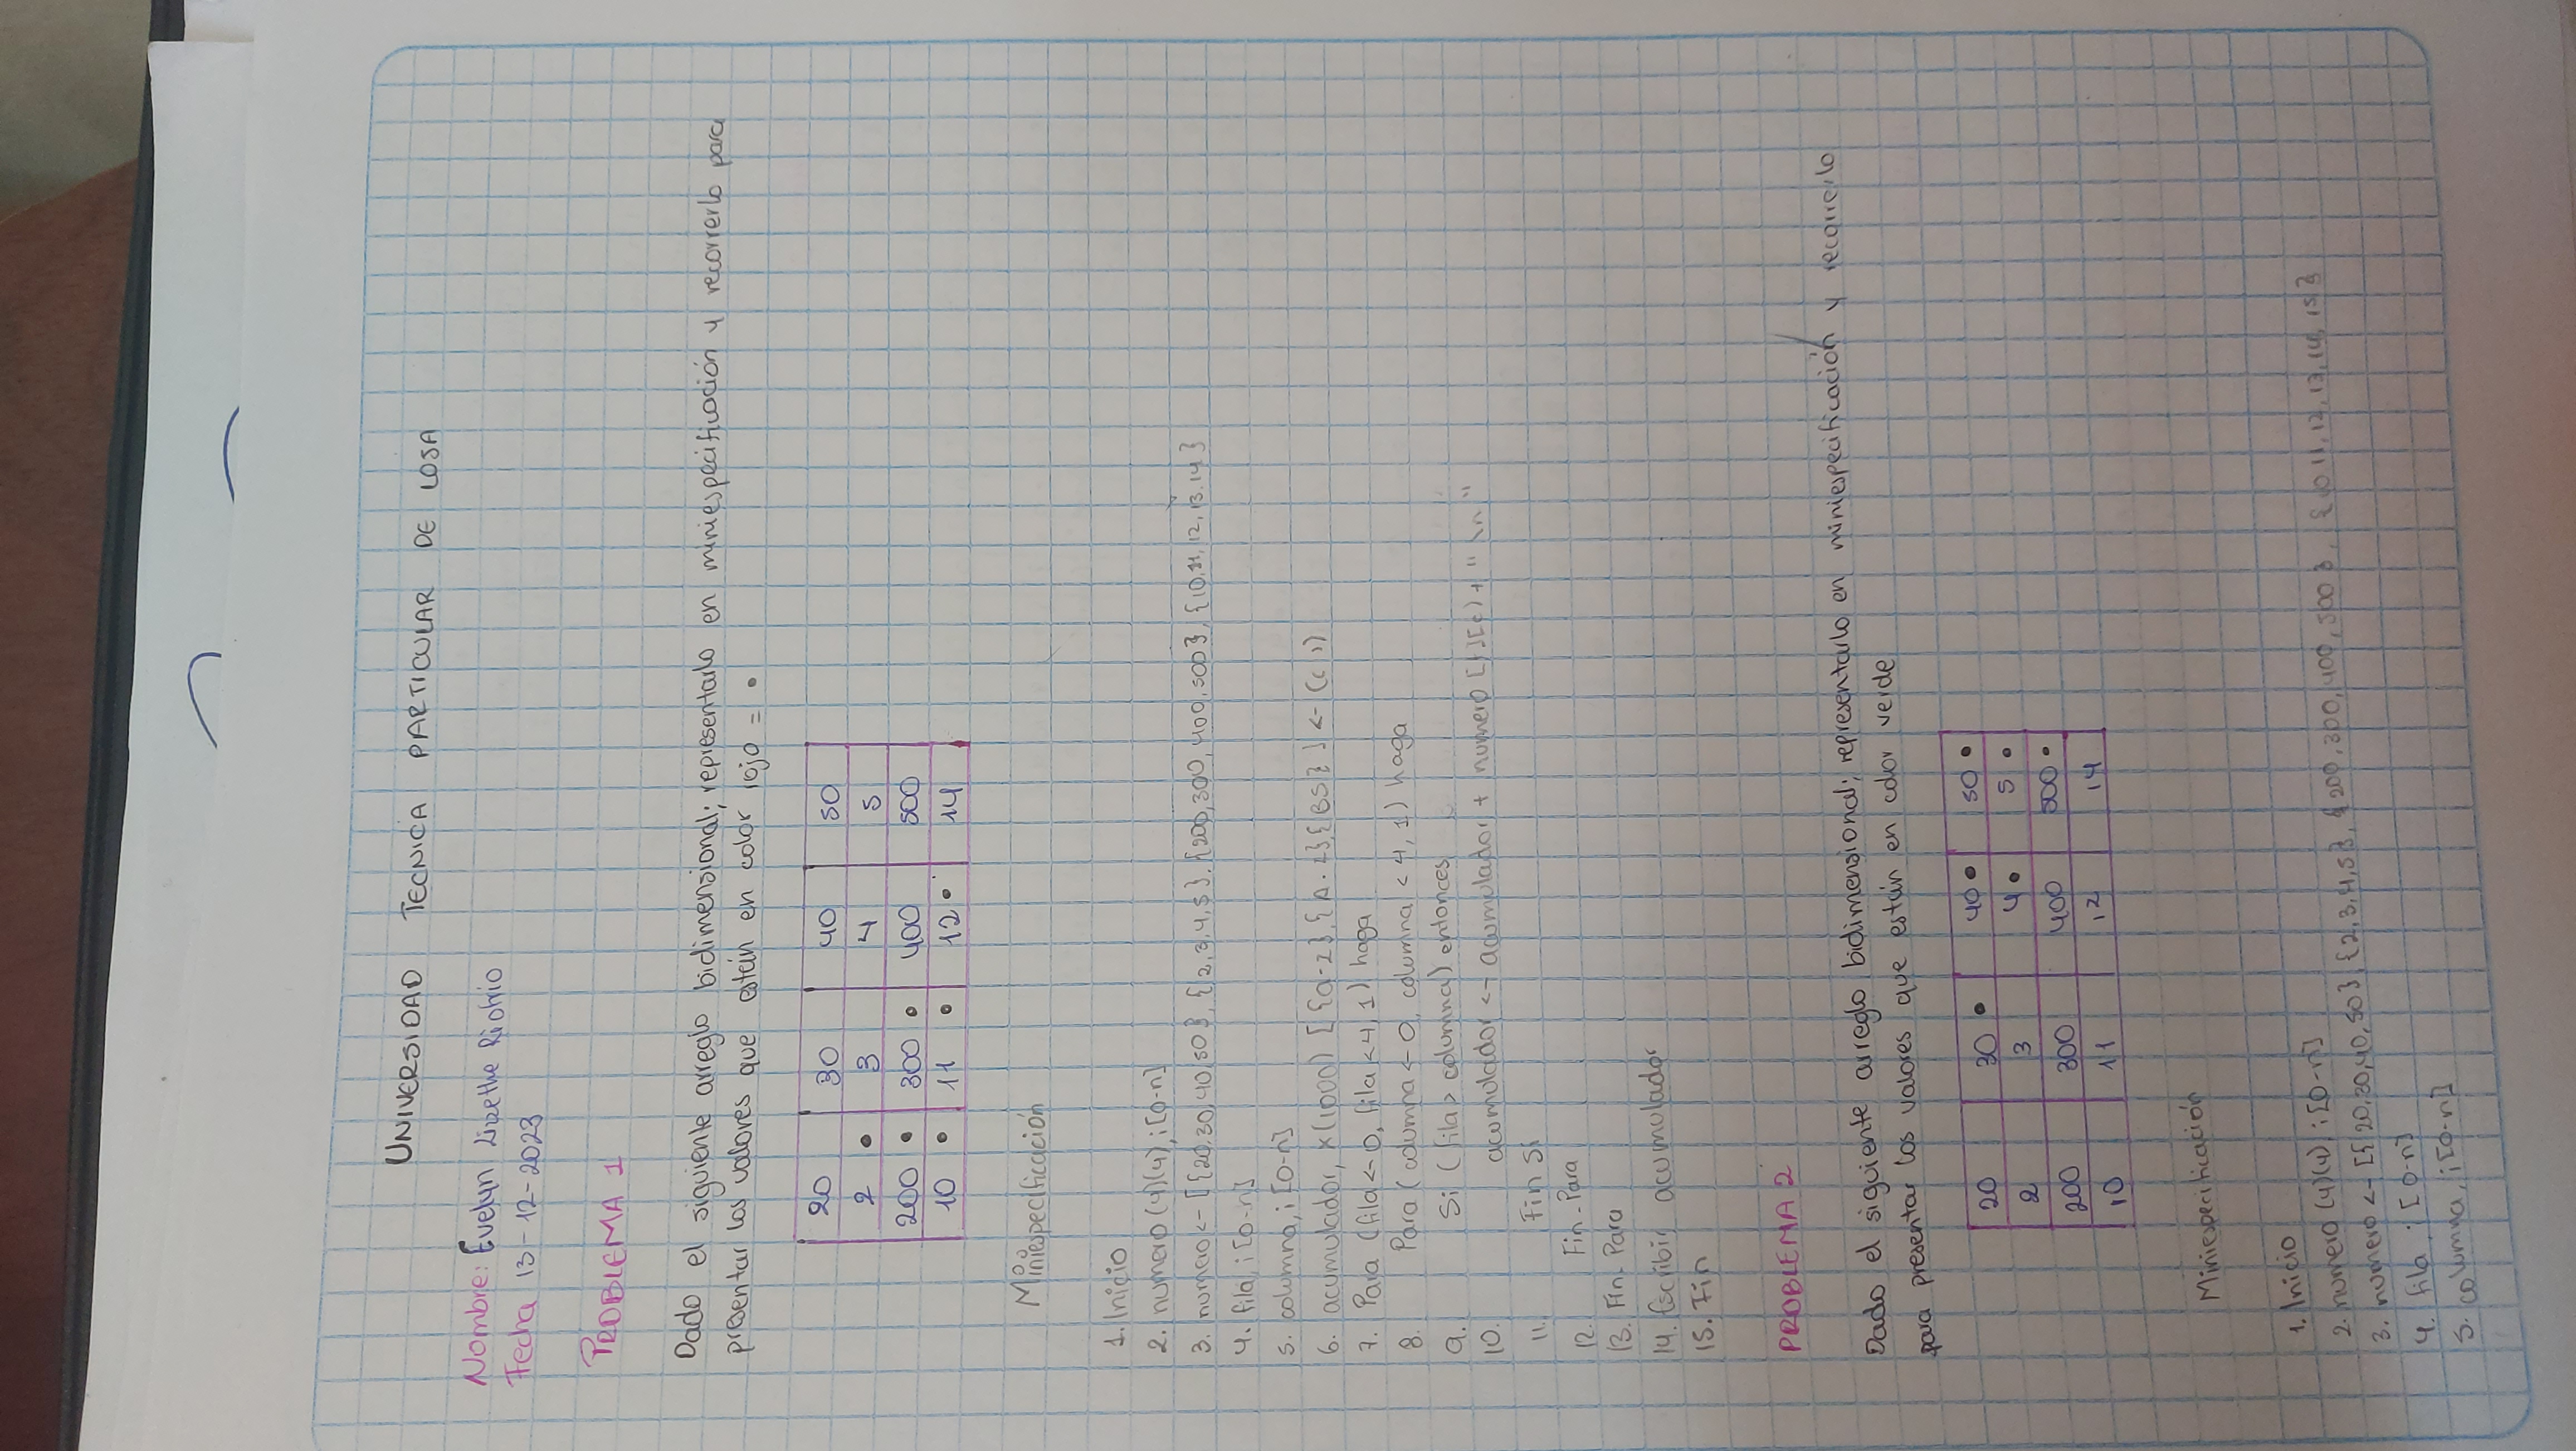 UNIVERSIDAD TECNICA PARTICULAR DE LOSA
Nombre: Evelyn Lizethe Riofrio
Fecha 13-12-2023
PROBLEMA 1
Dado el siguiente arreglo bidimensional; representarlo en miniespecificación y recorrerlo para
presentar los valores que estein en color rojo = •
20 30 40 50
2 • 3 4 5
200 • 300 • 400 500
10 • 11 • 12 • 14
Miniespecificación
1. Inicio
2. numero (4)(4), i [0-n]
3. numero <- [{20,30,40,50}, {2,3,4,5}, {200,300,400,500}, {10,11,12,13,14}
4. fila, i [0-n]
5. columna, i [0-n]
6. acumulador, x(1000) [{a-z},{A-Z},{BS}] <- (())
7. Para (fila <- 0, fila < 4, 1) haga
8. Para (columna <- 0, columna < 4, 1) haga
9. Si (fila > columna) entonces
10. acumulador <- acumulador + numero [f][c) + "\n"
11. Fin Si
12. Fin-Para
13. Fin-Para
14. Escribir acumulador
15. Fin
PROBLEMA 2
Dado el siguiente arreglo bidimensional; representarlo en miniespecificación y recorrerlo
para presentar los valores que estain en color verde
20 30 • 40 • 50 •
2 3 4 • 5 •
200 300 400 500 •
10 11 12 14
Miniespecificación
1. Inicio
2. numero (4)(4), i [0-n]
3. numero <- [{20,30,40,50} {2,3,4,5}, {200,300,400,500}, {10 11,12,13,14,15}
4. fila, i [0-n]
5. columna, i [0-n]